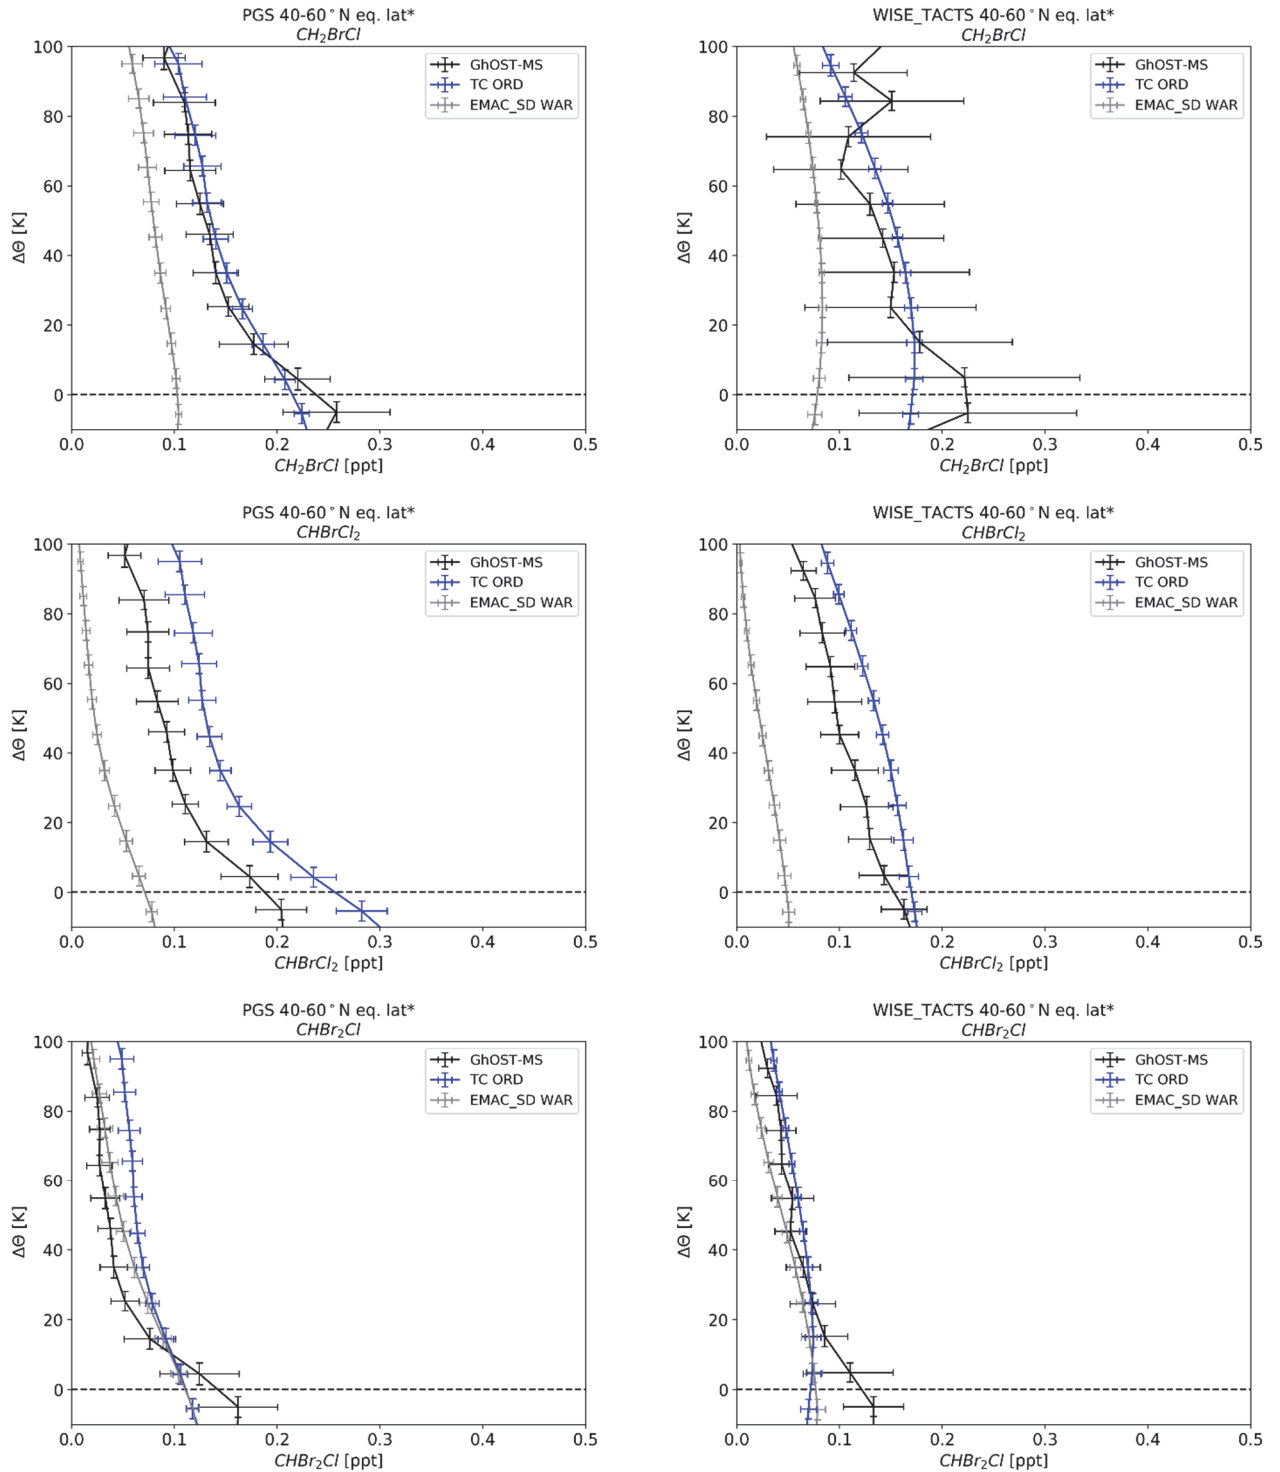 PGS 40-60°N eq. lat*
CH₂BrCl
100
80
60
40
20
0
ΔΘ [K]
GhOST-MS
TC ORD
EMAC_SD WAR
0.0 0.1 0.2 0.3 0.4 0.5
CH₂BrCl [ppt]
WISE_TACTS 40-60°N eq. lat*
CH₂BrCl
100
80
60
40
20
0
ΔΘ [K]
GhOST-MS
TC ORD
EMAC_SD WAR
0.0 0.1 0.2 0.3 0.4 0.5
CH₂BrCl [ppt]
PGS 40-60°N eq. lat*
CHBrCl₂
100
80
60
40
20
0
ΔΘ [K]
GhOST-MS
TC ORD
EMAC_SD WAR
0.0 0.1 0.2 0.3 0.4 0.5
CHBrCl₂ [ppt]
WISE_TACTS 40-60°N eq. lat*
CHBrCl₂
100
80
60
40
20
0
ΔΘ [K]
GhOST-MS
TC ORD
EMAC_SD WAR
0.0 0.1 0.2 0.3 0.4 0.5
CHBrCl₂ [ppt]
PGS 40-60°N eq. lat*
CHBr₂Cl
100
80
60
40
20
0
ΔΘ [K]
GhOST-MS
TC ORD
EMAC_SD WAR
0.0 0.1 0.2 0.3 0.4 0.5
CHBr₂Cl [ppt]
WISE_TACTS 40-60°N eq. lat*
CHBr₂Cl
100
80
60
40
20
0
ΔΘ [K]
GhOST-MS
TC ORD
EMAC_SD WAR
0.0 0.1 0.2 0.3 0.4 0.5
CHBr₂Cl [ppt]